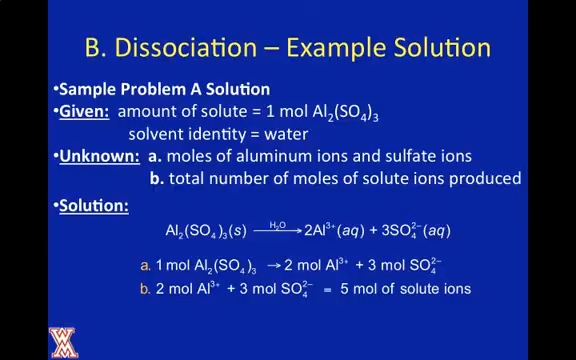 B. Dissociation – Example Solution
•Sample Problem A Solution
•Given: amount of solute = 1 mol Al₂(SO₄)₃
solvent identity = water
•Unknown: a. moles of aluminum ions and sulfate ions
b. total number of moles of solute ions produced
•Solution:
H₂O
Al₂(SO₄)₃(s) ⟶ 2Al³⁺(aq) + 3SO₄²⁻(aq)
a. 1 mol Al₂(SO₄)₃ → 2 mol Al³⁺ + 3 mol SO₄²⁻
b. 2 mol Al³⁺ + 3 mol SO₄²⁻ = 5 mol of solute ions